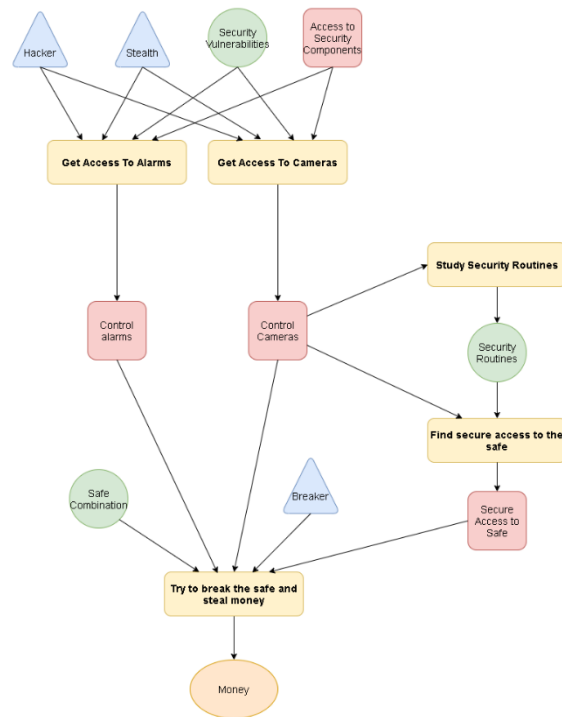 Hacker
Stealth
Security
Vulnerabilities
Access to
Security
Components
Get Access To Alarms
Get Access To Cameras
Study Security Routines
Control
alarms
Control
Cameras
Security
Routines
Find secure access to the
safe
Safe
Combination
Breaker
Secure
Access to
Safe
Try to break the safe and
steal money
Money